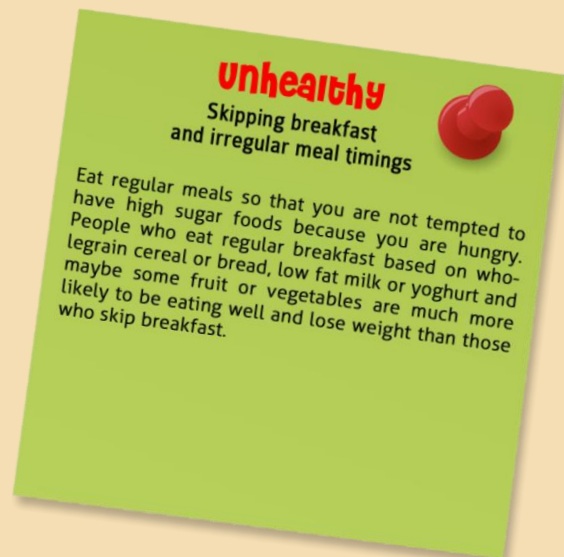 Unhealthy
Skipping breakfast
and irregular meal timings
Eat regular meals so that you are not tempted to
have high sugar foods because you are hungry.
People who eat regular breakfast based on who-
legrain cereal or bread, low fat milk or yoghurt and
maybe some fruit or vegetables are much more
likely to be eating well and lose weight than those
who skip breakfast.